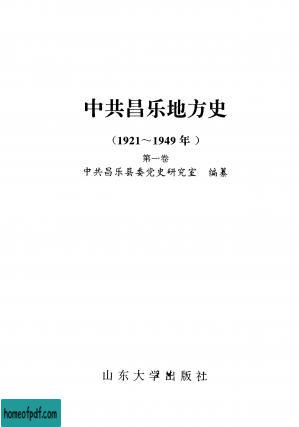 中共昌乐地方史
（1921～1949年）
第一卷
中共昌乐县委党史研究室 编纂
山东大学出版社
homeofpdf.com